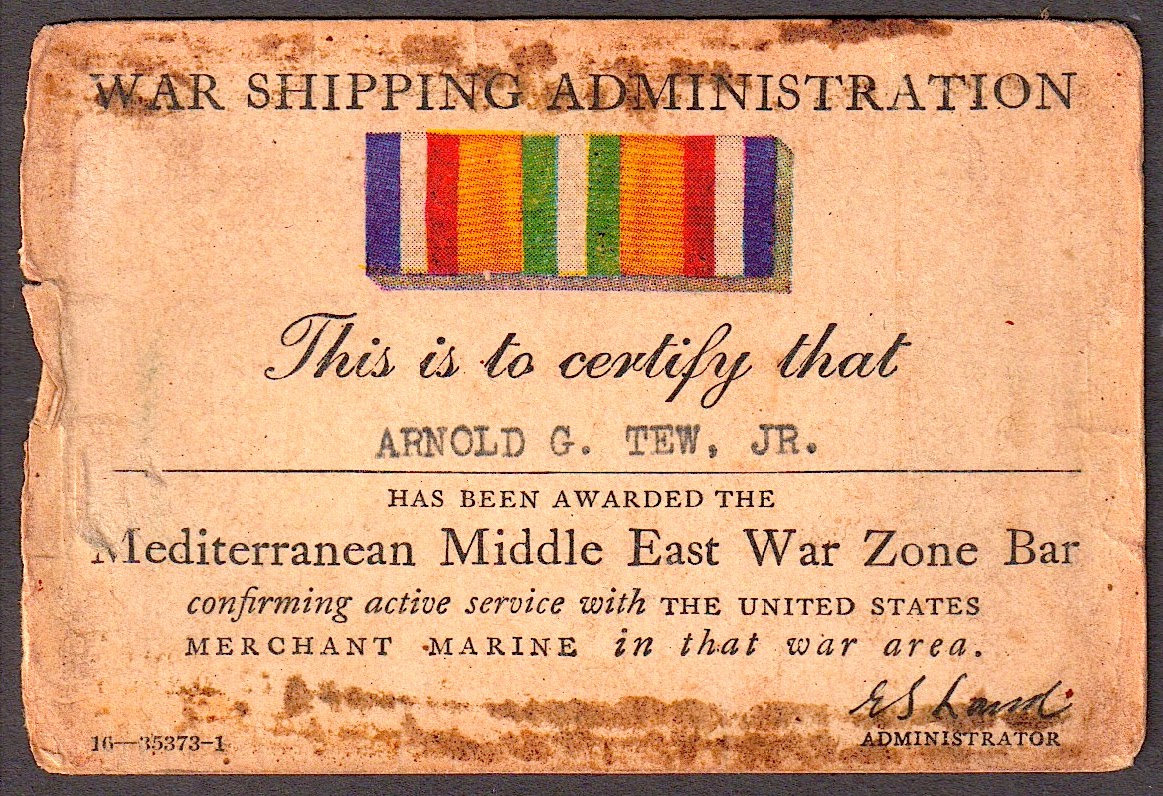 WAR SHIPPING ADMINISTRATION
This is to certify that
ARNOLD G. TEW, JR.
HAS BEEN AWARDED THE
Mediterranean Middle East War Zone Bar
confirming active service with THE UNITED STATES
MERCHANT MARINE in that war area.
E S Land
16—35373-1
ADMINISTRATOR